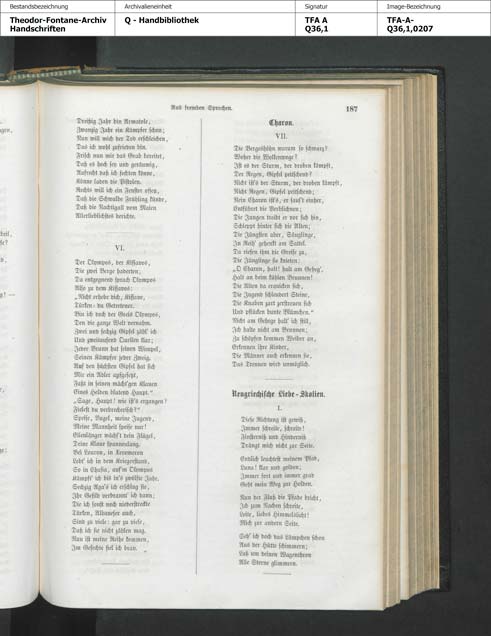 Bestandsbezeichnung
Theodor-Fontane-Archiv
Handschriften
Archivalieneinheit
Q - Handbibliothek
Signatur
TFA A
Q36,1
Image-Bezeichnung
TFA-A-
Q36,1,0207
Aus fremden Sprachen.
187
Dreißig Jahr bin Armatole,
Zwanzig Jahr ein Kämpfer schon;
Nun will mich der Tod erschleichen,
Das ich wohl zufrieden bin.
Frisch nun mir das Grab bereitet,
Daß es hoch sey und geräumig,
Aufrecht daß ich fechten könne,
Könne laden die Pistolen.
Rechts will ich ein Fenster offen,
Daß die Schwalbe Frühling künde,
Daß die Nachtigall vom Maien
Allerlieblichstes berichte.
VI.
Der Olympos, der Kissavos,
Die zwei Berge haderten,
Da entgegnend sprach Olympos
Also zu dem Kissavos:
„Nicht erhebe dich, Kissave,
Türken- du Getretener.
Bin ich doch der Greis Olympos,
Den die ganze Welt vernahm.
Zwei und sechzig Gipfel zähl' ich
Und zweitausend Quellen klar;
Jeder Brunn hat seinen Wimpel,
Seinen Kämpfer jeder Zweig.
Auf den höchsten Gipfel hat sich
Mir ein Adler aufgesetzt,
Faßt in seinen mächt'gen Klauen
Eines Helden blutend Haupt."
„Sage, Haupt! wie ist's ergangen?
Fielest du verbrecherisch?"
Speise, Vogel, meine Jugend,
Meine Mannheit speise nur!
Ellenlänger wächs't dein Flügel,
Deine Klaue spannenlang.
Bei Louron, in Xeromeron
Lebt' ich in dem Kriegerstand,
So in Chasia, auf'm Olympos
Kämpft' ich bis in's zwölfte Jahr.
Sechzig Aga's ich erschlug sie,
Ihr Gefild verbrannt' ich dann;
Die ich sonst noch niederstreckte
Türken, Albaneser auch,
Sind zu viele: gar zu viele,
Daß ich sie nicht zählen mag.
Nun ist meine Reihe kommen,
Im Gefechte fiel ich brav.
Charon.
VII.
Die Bergeshöhn warum so schwarz?
Woher die Wolkenwoge?
Ist es der Sturm, der droben kämpft,
Der Regen, Gipfel peitschend?
Nicht ist's der Sturm, der droben kämpft,
Nicht Regen, Gipfel peitschend;
Nein Charon ist's, er saus't einher,
Entführet die Verblichnen;
Die Jungen treibt er vor sich hin,
Schleppt hinter sich die Alten;
Die Jüngsten aber, Säuglinge,
In Reih' gehenkt am Sattel.
Da riefen ihm die Greise zu,
Die Jünglinge sie knieten:
„O Charon, halt! halt am Geheg',
Halt an beim kühlen Brunnen!
Die Alten da erquicken sich,
Die Jugend schleudert Steine,
Die Knaben zart zerstreuen sich
Und pflücken bunte Blümchen."
Nicht am Gehege halt' ich still,
Ich halte nicht am Brunnen;
Zu schöpfen kommen Weiber an,
Erkennen ihre Kinder,
Die Männer auch erkennen sie,
Das Trennen wird unmöglich.
Neugriechische Liebe-Skolien.
I.
Diese Richtung ist gewiß,
Immer schreite, schreite!
Finsterniß und Hinderniß
Drängt mich nicht zur Seite.
Endlich leuchtest meinem Pfad,
Luna! klar und golden;
Immer fort und immer grad
Geht mein Weg zur Holden.
Nun der Fluß die Pfade bricht,
Ich zum Nachen schreite,
Leite, liebes Himmelslicht!
Mich zur andern Seite.
Seh' ich doch das Lämpchen schon
Aus der Hütte schimmern;
Laß um deinen Wagenthron
Alle Sterne glimmern.